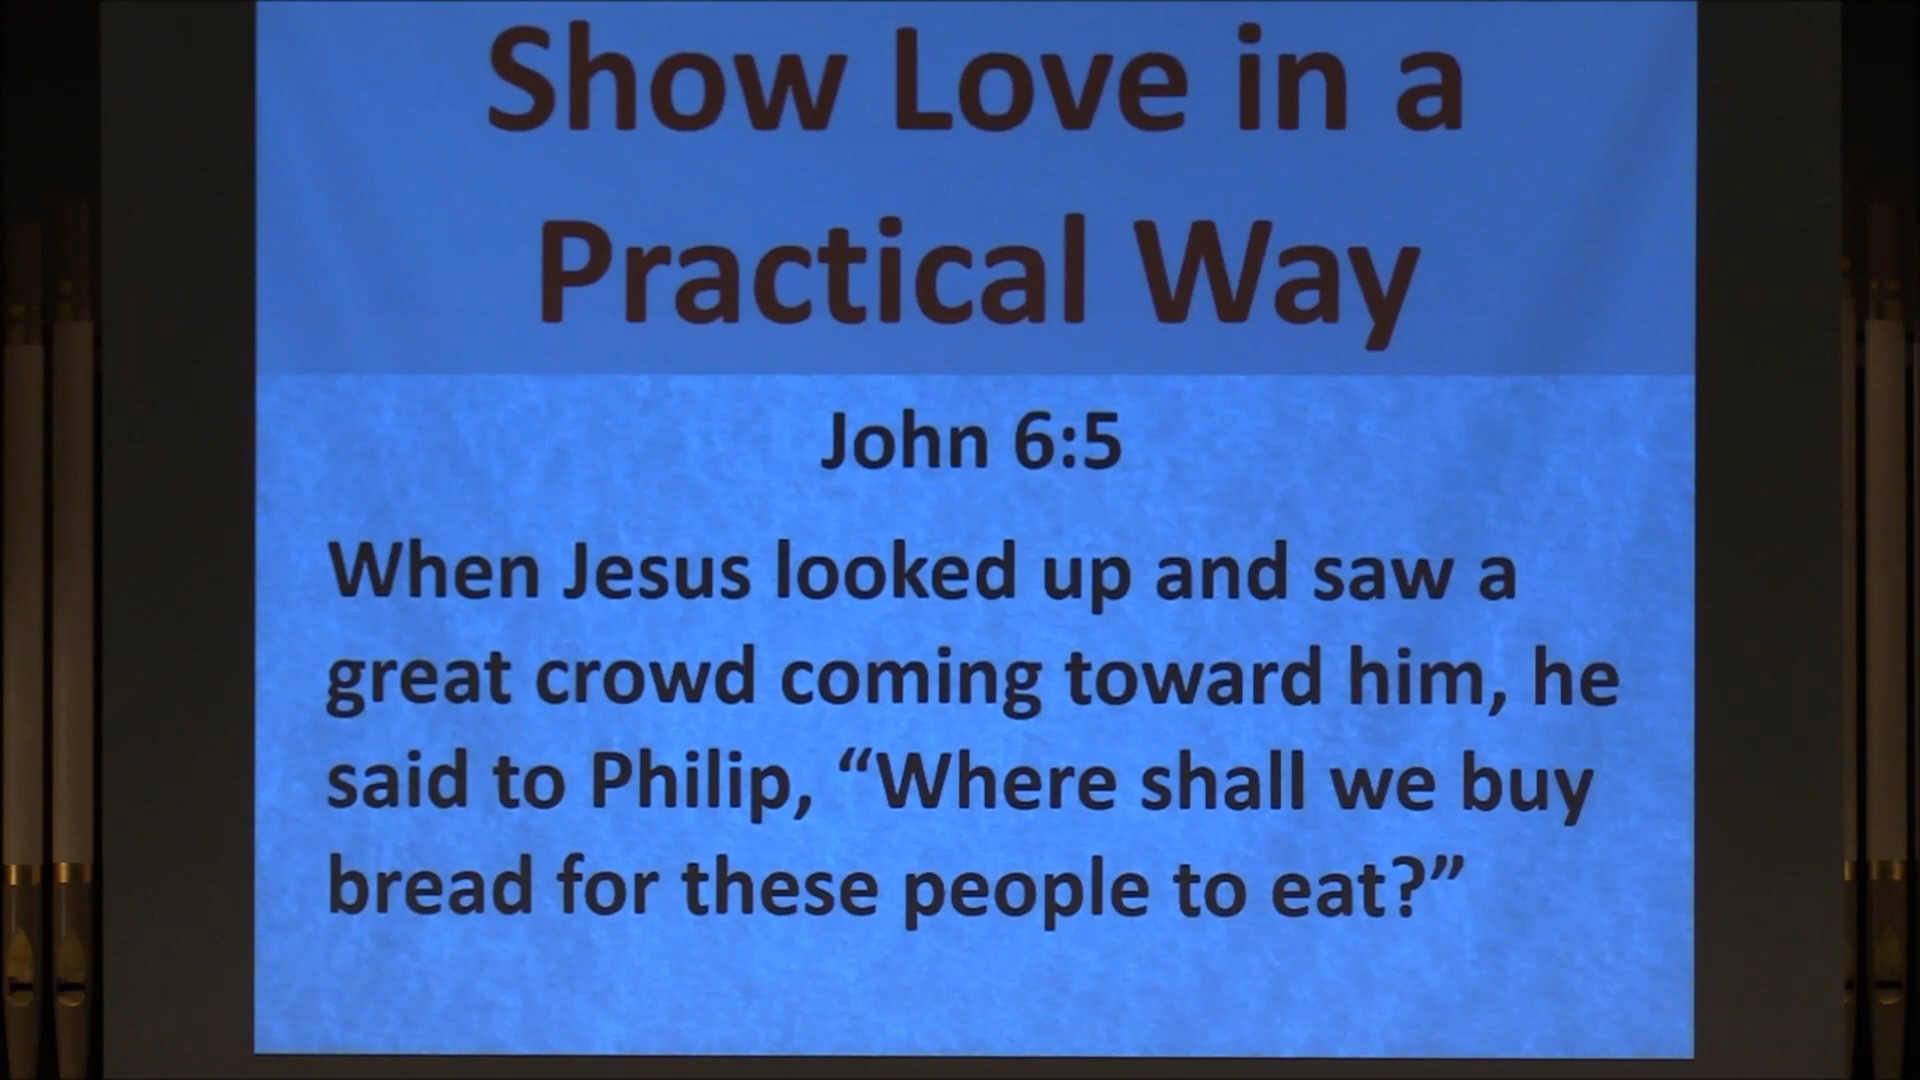 Show Love in a
Practical Way
John 6:5
When Jesus looked up and saw a
great crowd coming toward him, he
said to Philip, “Where shall we buy
bread for these people to eat?”